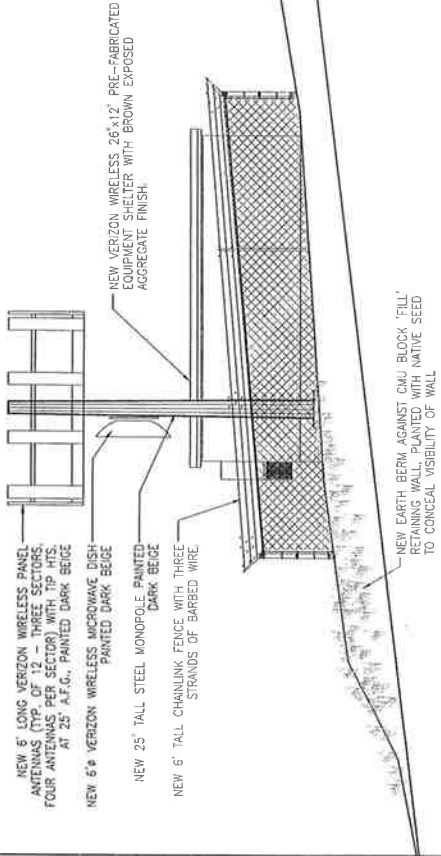 NEW 6' LONG VERIZON WIRELESS PANEL
ANTENNAS (TYP. OF 12 - THREE SECTORS,
FOUR ANTENNAS PER SECTOR) WITH TIP HTS.
AT 25' A.F.G., PAINTED DARK BEIGE
NEW 6'ø VERIZON WIRELESS MICROWAVE DISH
PAINTED DARK BEIGE
NEW 25' TALL STEEL MONOPOLE PAINTED
DARK BEIGE
NEW 6' TALL CHAINLINK FENCE WITH THREE
STRANDS OF BARBED WIRE.
NEW VERIZON WIRELESS 26'x12' PRE-FABRICATED
EQUIPMENT SHELTER WITH BROWN EXPOSED
AGGREGATE FINISH.
NEW EARTH BERM AGAINST CMU BLOCK 'FILL'
RETAINING WALL, PLANTED WITH NATIVE SEED
TO CONCEAL VISIBILITY OF WALL